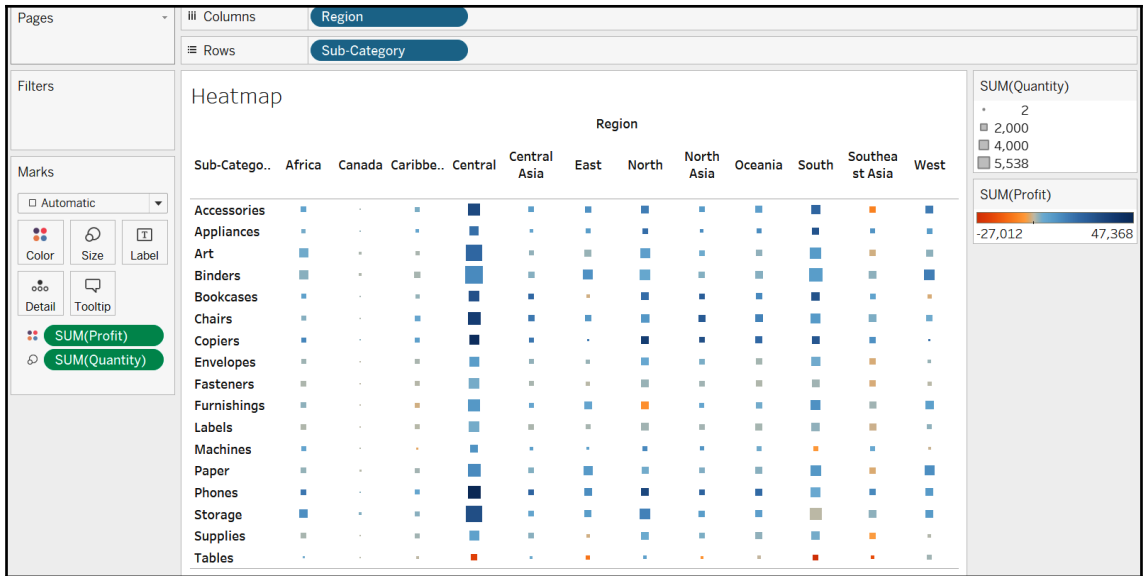 Pages
Columns Region
Rows Sub-Category
Filters
Heatmap
Region
Sub-Catego.. Africa Canada Caribbe.. Central Central Asia East North North Asia Oceania South Southea st Asia West
Accessories
Appliances
Art
Binders
Bookcases
Chairs
Copiers
Envelopes
Fasteners
Furnishings
Labels
Machines
Paper
Phones
Storage
Supplies
Tables
Marks
Automatic
Color Size Label
Detail Tooltip
SUM(Profit)
SUM(Quantity)
SUM(Quantity)
2
2,000
4,000
5,538
SUM(Profit)
-27,012 47,368